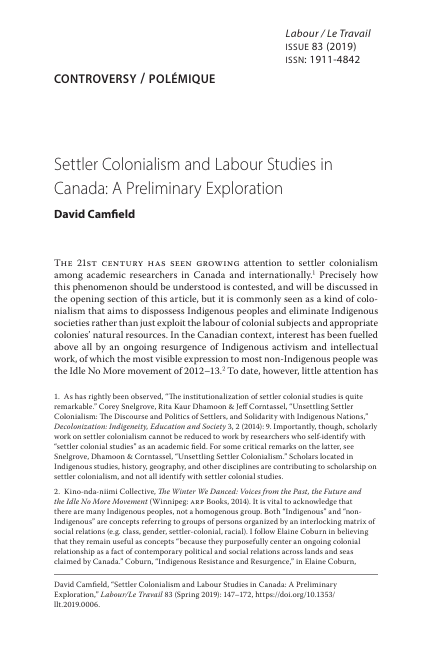 Labour / Le Travail
ISSUE 83 (2019)
ISSN: 1911-4842
CONTROVERSY / POLÉMIQUE
Settler Colonialism and Labour Studies in
Canada: A Preliminary Exploration
David Camfield
The 21st century has seen growing attention to settler colonialism
among academic researchers in Canada and internationally.1 Precisely how
this phenomenon should be understood is contested, and will be discussed in
the opening section of this article, but it is commonly seen as a kind of colo-
nialism that aims to dispossess Indigenous peoples and eliminate Indigenous
societies rather than just exploit the labour of colonial subjects and appropriate
colonies' natural resources. In the Canadian context, interest has been fuelled
above all by an ongoing resurgence of Indigenous activism and intellectual
work, of which the most visible expression to most non-Indigenous people was
the Idle No More movement of 2012–13.2 To date, however, little attention has
1. As has rightly been observed, "The institutionalization of settler colonial studies is quite
remarkable." Corey Snelgrove, Rita Kaur Dhamoon & Jeff Corntassel, "Unsettling Settler
Colonialism: The Discourse and Politics of Settlers, and Solidarity with Indigenous Nations,"
Decolonization: Indigeneity, Education and Society 3, 2 (2014): 9. Importantly, though, scholarly
work on settler colonialism cannot be reduced to work by researchers who self-identify with
"settler colonial studies" as an academic field. For some critical remarks on the latter, see
Snelgrove, Dhamoon & Corntassel, "Unsettling Settler Colonialism." Scholars located in
Indigenous studies, history, geography, and other disciplines are contributing to scholarship on
settler colonialism, and not all identify with settler colonial studies.
2. Kino-nda-niimi Collective, The Winter We Danced: Voices from the Past, the Future and
the Idle No More Movement (Winnipeg: ARP Books, 2014). It is vital to acknowledge that
there are many Indigenous peoples, not a homogenous group. Both "Indigenous" and "non-
Indigenous" are concepts referring to groups of persons organized by an interlocking matrix of
social relations (e.g. class, gender, settler-colonial, racial). I follow Elaine Coburn in believing
that they remain useful as concepts "because they purposefully center an ongoing colonial
relationship as a fact of contemporary political and social relations across lands and seas
claimed by Canada." Coburn, "Indigenous Resistance and Resurgence," in Elaine Coburn,
David Camfield, "Settler Colonialism and Labour Studies in Canada: A Preliminary
Exploration," Labour/Le Travail 83 (Spring 2019): 147–172, https://doi.org/10.1353/
llt.2019.0006.